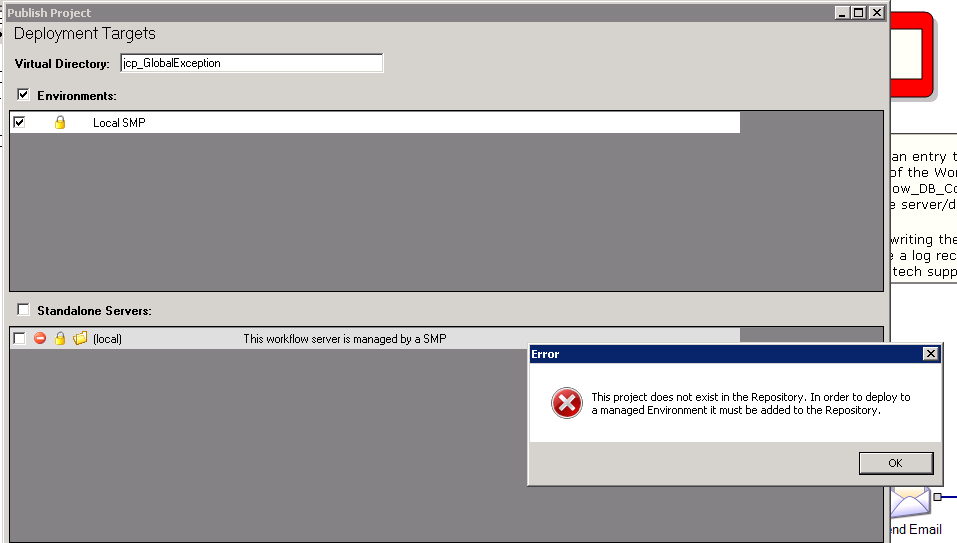 Publish Project
Deployment Targets
Virtual Directory: jcp_GlobalException
Environments:
Local SMP
Standalone Servers:
(local) This workflow server is managed by a SMP
Error
This project does not exist in the Repository. In order to deploy to
a managed Environment it must be added to the Repository.
OK
an entry t
of the Wor
ow_DB_Co
e server/d
writing the
e a log rec
tech supp
nd Email